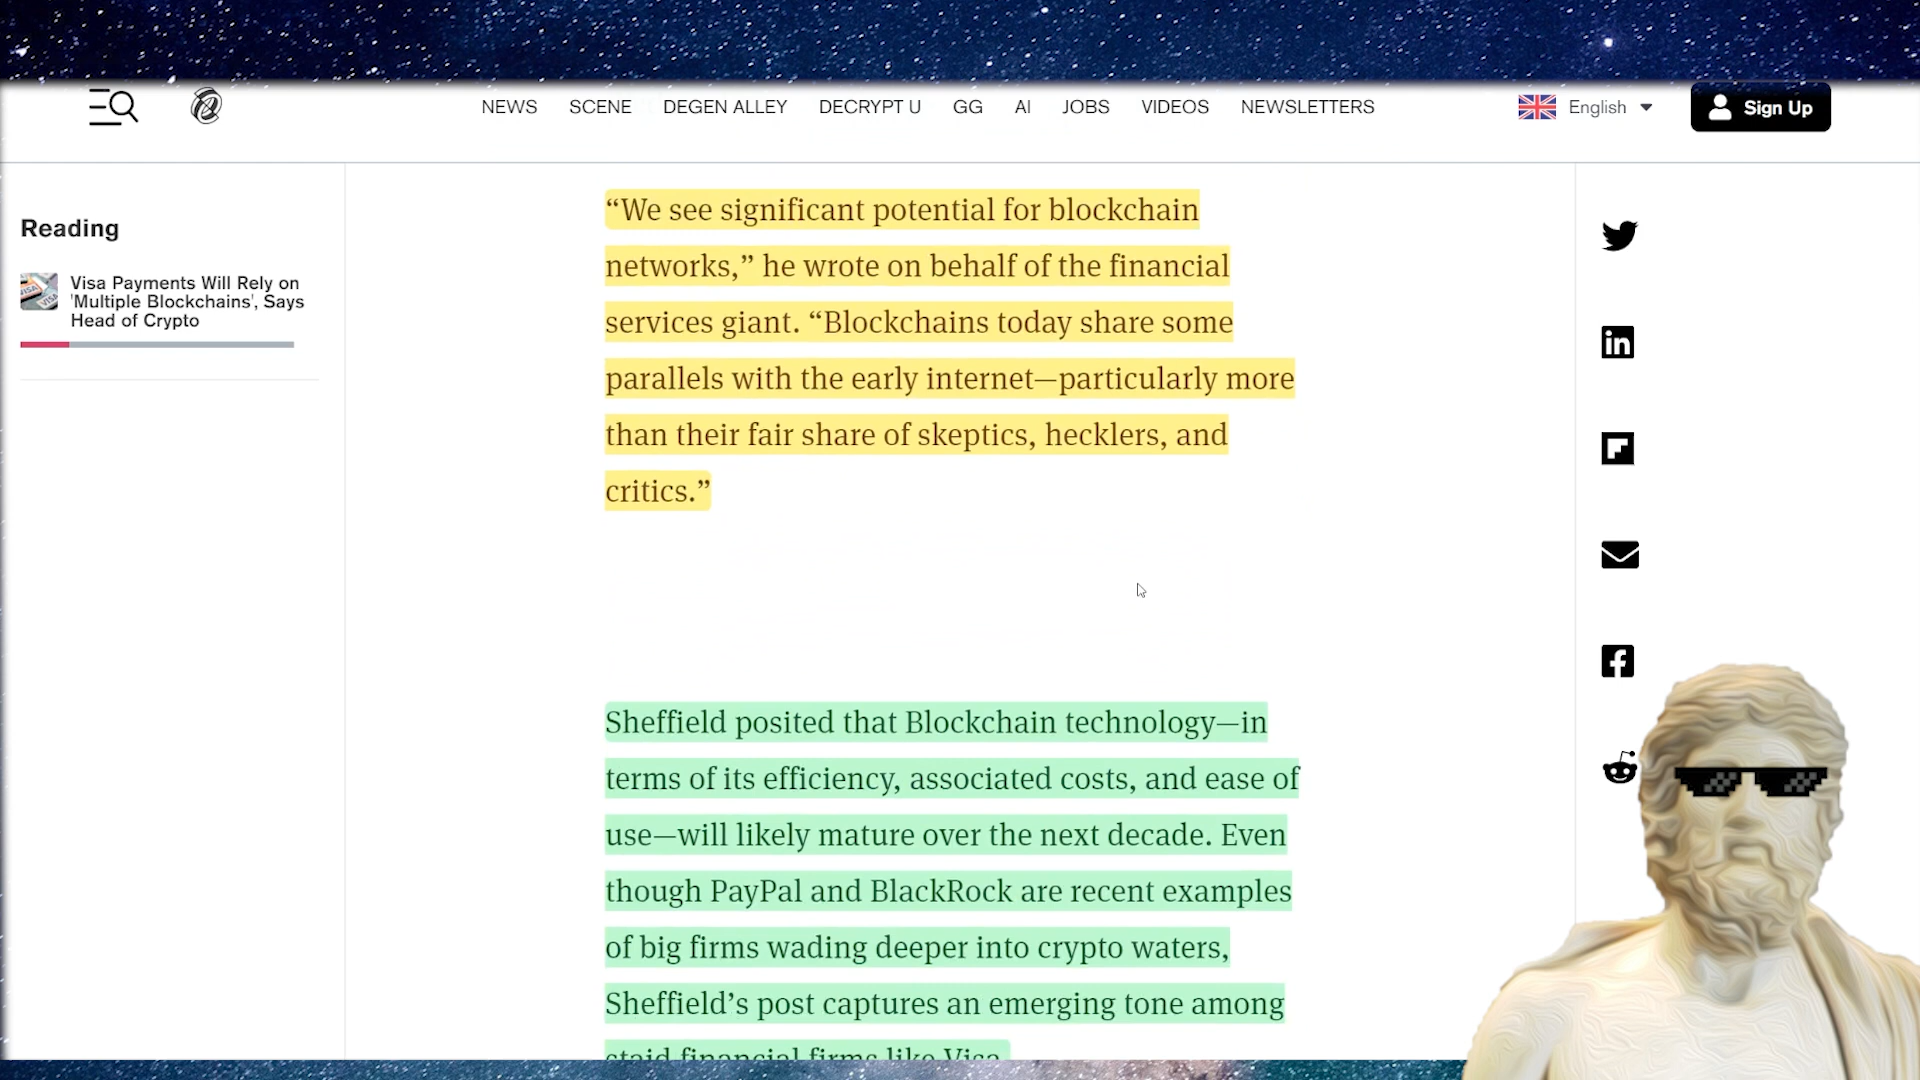 NEWS SCENE DEGEN ALLEY DECRYPT U GG AI JOBS VIDEOS NEWSLETTERS English Sign Up
Reading
Visa Payments Will Rely on
'Multiple Blockchains', Says
Head of Crypto
“We see significant potential for blockchain
networks,” he wrote on behalf of the financial
services giant. “Blockchains today share some
parallels with the early internet—particularly more
than their fair share of skeptics, hecklers, and
critics.”
Sheffield posited that Blockchain technology—in
terms of its efficiency, associated costs, and ease of
use—will likely mature over the next decade. Even
though PayPal and BlackRock are recent examples
of big firms wading deeper into crypto waters,
Sheffield’s post captures an emerging tone among
staid financial firms like Visa.